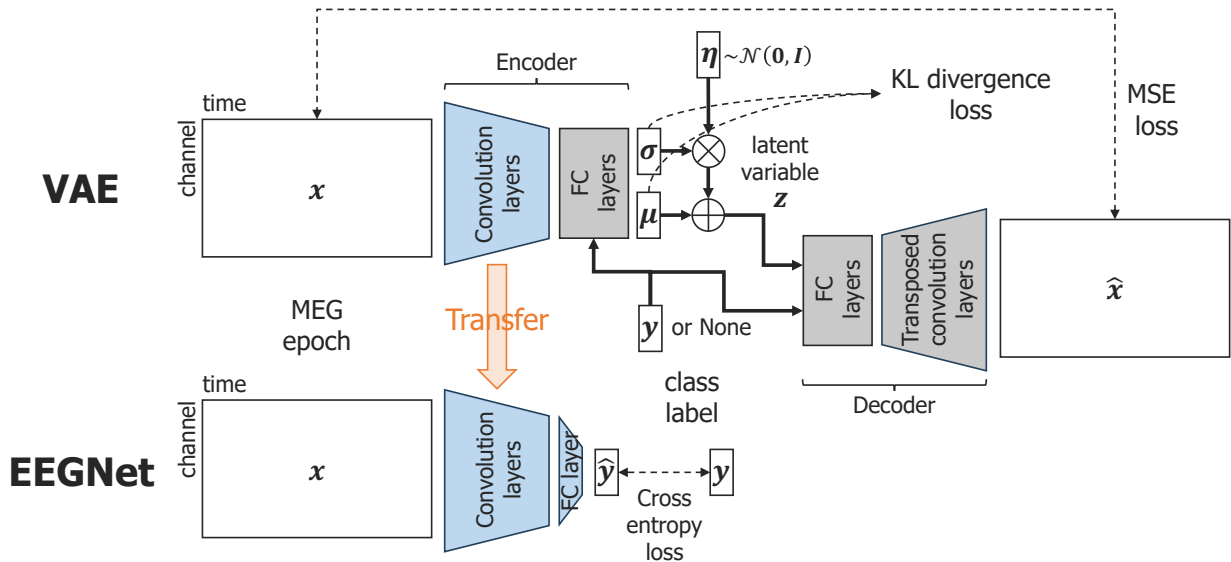 VAE
time
channel
x
Encoder
Convolution
layers
FC
layers
σ
μ
η ~𝒩(0, I)
KL divergence
loss
MSE
loss
latent
variable
z
FC
layers
Transposed
convolution
layers
x̂
Decoder
y or None
class
label
MEG
epoch
Transfer
EEGNet
time
channel
x
Convolution
layers
FC layer
ŷ
y
Cross
entropy
loss